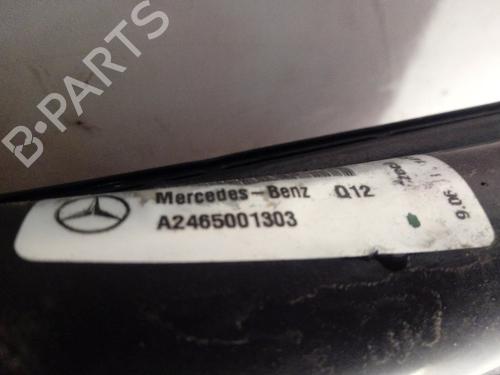 B-PARTS
Mercedes-Benz Q12
A2465001303
9.06